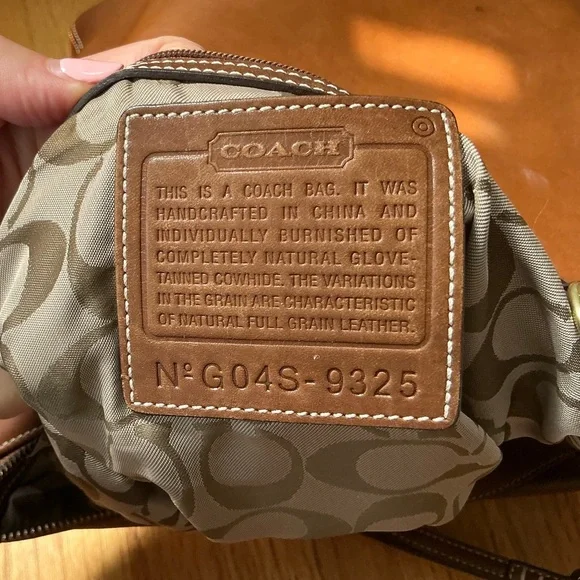 ©
COACH
THIS IS A COACH BAG. IT WAS
HANDCRAFTED IN CHINA AND
INDIVIDUALLY BURNISHED OF
COMPLETELY NATURAL GLOVE-
TANNED COWHIDE. THE VARIATIONS
IN THE GRAIN ARE CHARACTERISTIC
OF NATURAL FULL GRAIN LEATHER.
Nº G04S-9325